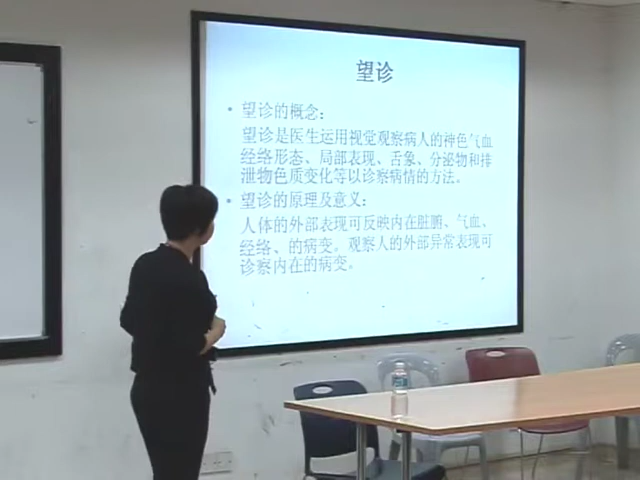 望诊
• 望诊的概念：
望诊是医生运用视觉观察病人的神色气血
经络形态、局部表现、舌象、分泌物和排
泄物色质变化等以诊察病情的方法。
• 望诊的原理及意义：
人体的外部表现可反映内在脏腑、气血、
经络、的病变。观察人的外部异常表现可
诊察内在的病变。